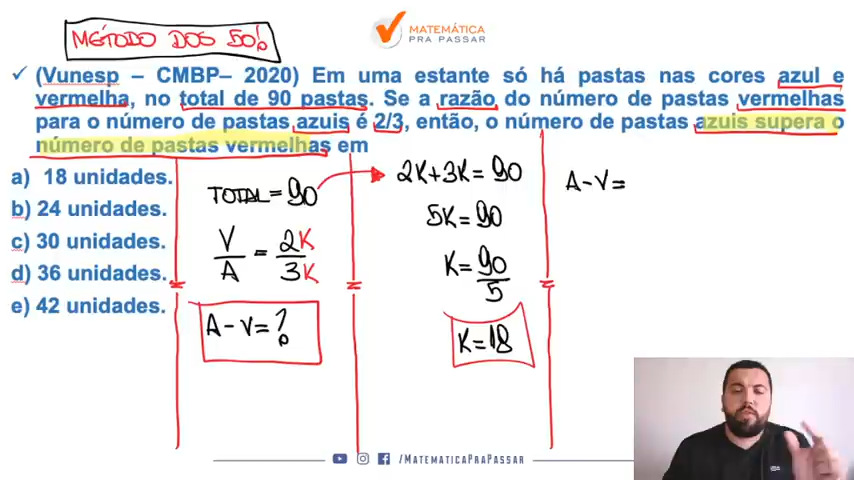 MÉTODO DOS 50!
MATEMÁTICA
PRA PASSAR
✓ (Vunesp – CMBP– 2020) Em uma estante só há pastas nas cores azul e
vermelha, no total de 90 pastas. Se a razão do número de pastas vermelhas
para o número de pastas azuis é 2/3, então, o número de pastas azuis supera o
número de pastas vermelhas em
a) 18 unidades.
b) 24 unidades.
c) 30 unidades.
d) 36 unidades.
e) 42 unidades.
TOTAL = 90
V/A = 2K/3K
A - V = ?
2K + 3K = 90
5K = 90
K = 90/5
K = 18
A - V =
/MATEMATICAPRAPASSAR